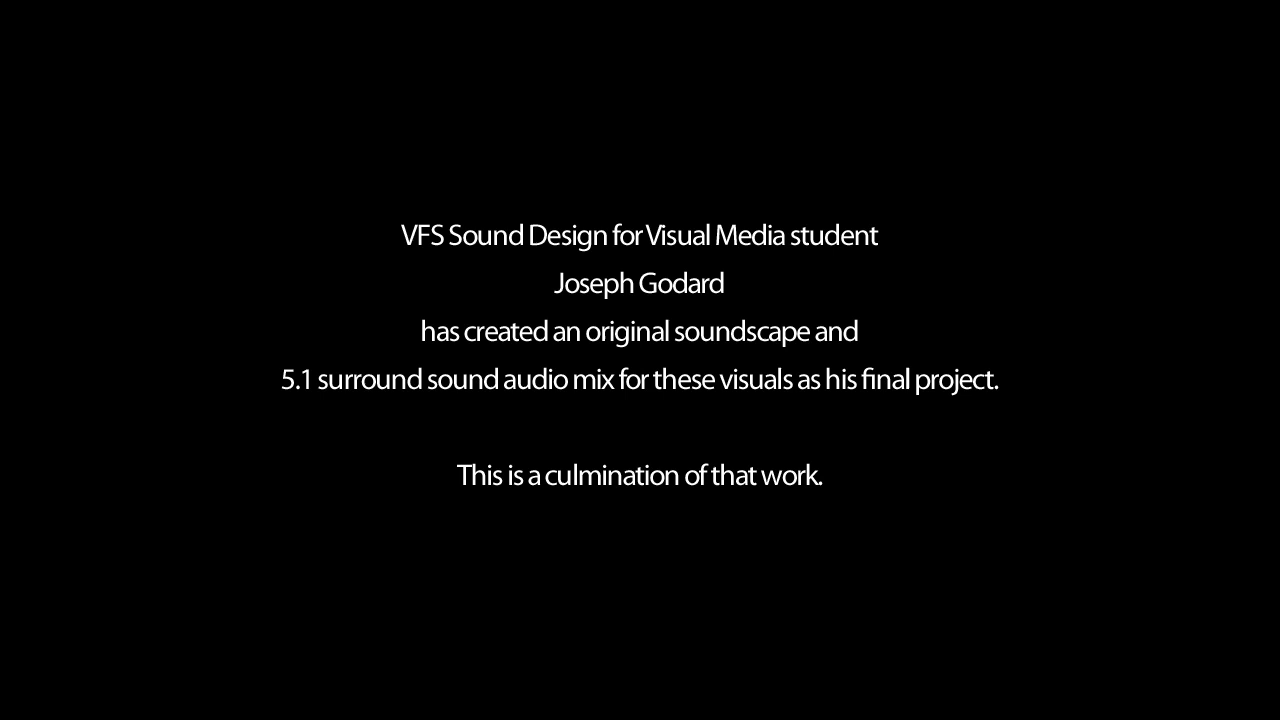 VFS Sound Design for Visual Media student
Joseph Godard
has created an original soundscape and
5.1 surround sound audio mix for these visuals as his final project.
This is a culmination of that work.